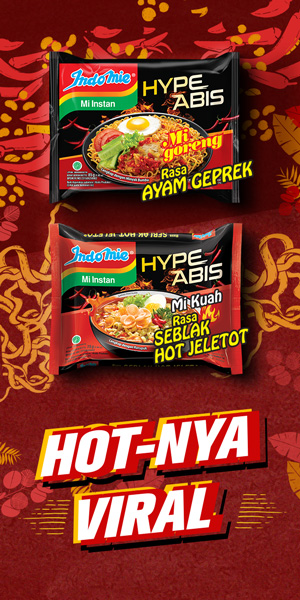 Indomie
Mi Instan
HYPE
ABIS
Mi
goreng
Rasa
AYAM GEPREK
Indomie
Mi Instan
HYPE
ABIS
Mi Kuah
Rasa
SEBLAK
HOT JELETOT
HOT-NYA
VIRAL